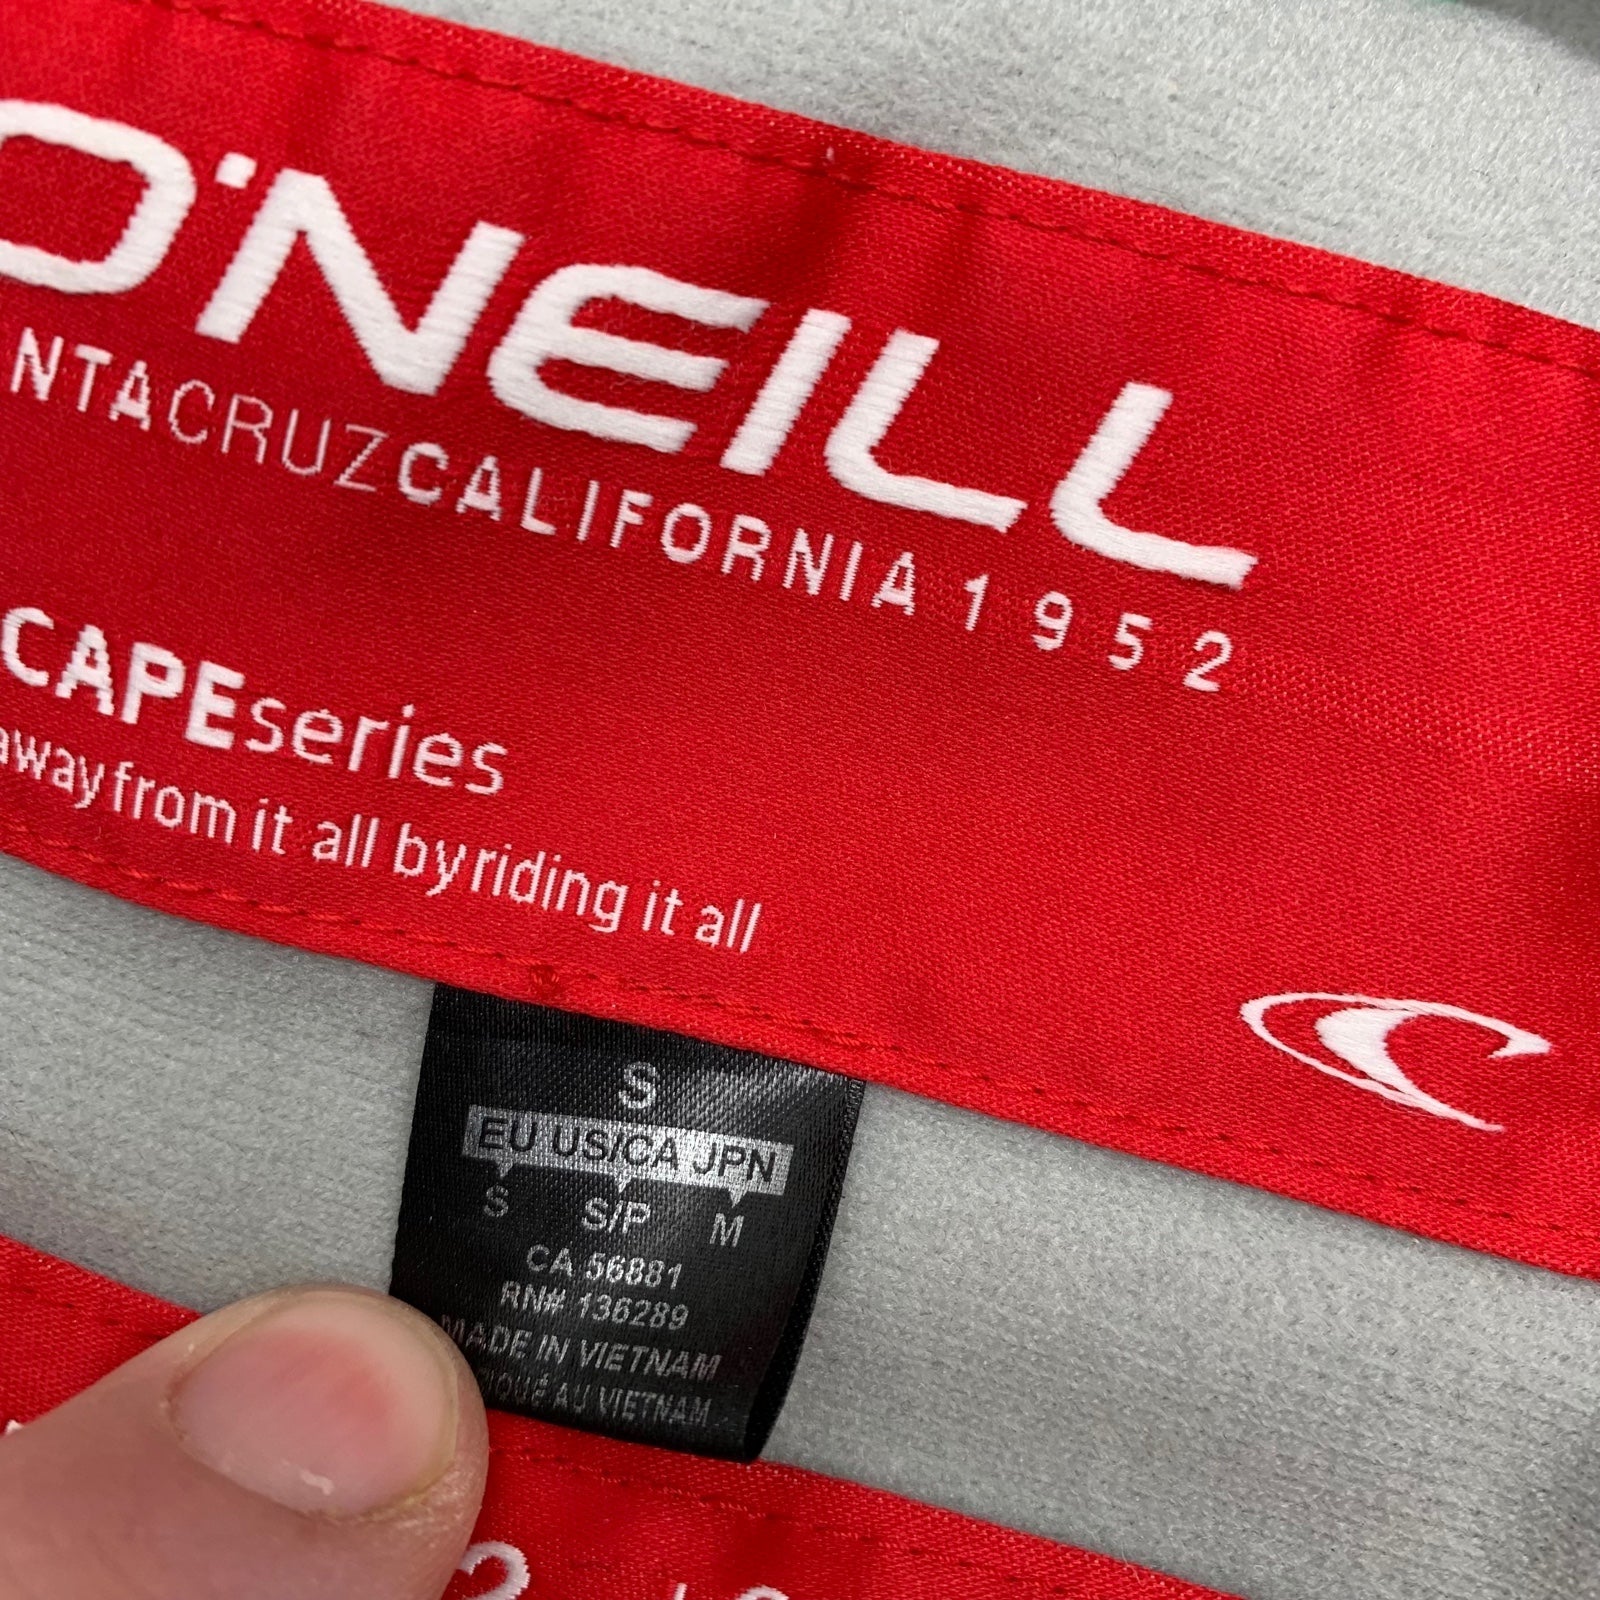 O'NEILL
NTACRUZCALIFORNIA 1952
CAPEseries
away from it all by riding it all
S
EU US/CA JPN
S S/P M
CA 56881
RN# 136289
MADE IN VIETNAM
QUÉ AU VIETNAM